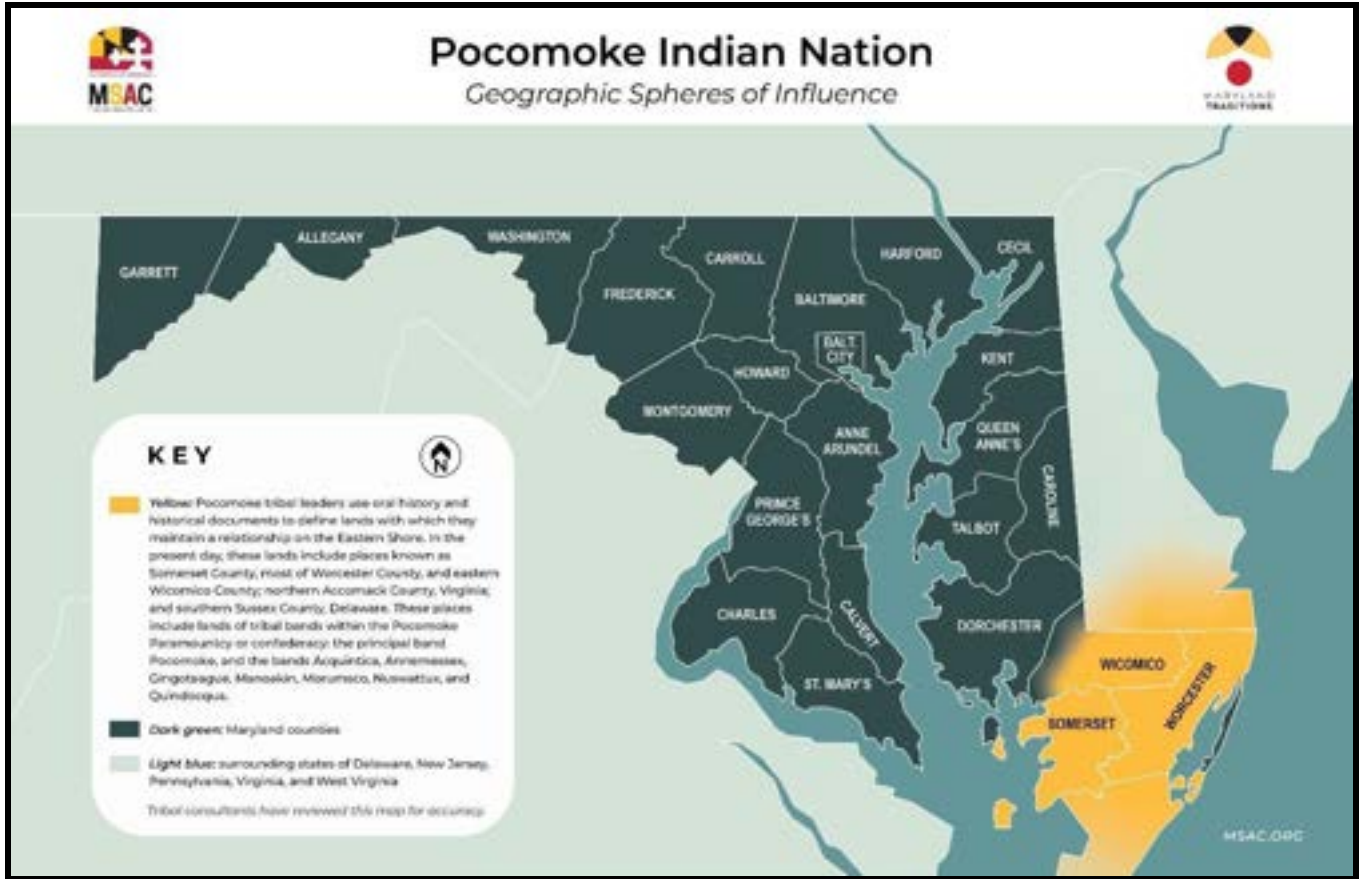 MSAC
Pocomoke Indian Nation
Geographic Spheres of Influence
MARYLAND
TRADITIONS
GARRETT
ALLEGANY
WASHINGTON
FREDERICK
CARROLL
BALTIMORE
HARFORD
CECIL
BALT.
CITY
HOWARD
KENT
MONTGOMERY
ANNE
ARUNDEL
QUEEN
ANNE'S
CAROLINE
PRINCE
GEORGE'S
TALBOT
CHARLES
CALVERT
DORCHESTER
ST. MARY'S
WICOMICO
WORCESTER
SOMERSET
KEY
N
Yellow: Pocomoke tribal leaders use oral history and
historical documents to define lands with which they
maintain a relationship on the Eastern Shore. In the
present day, these lands include places known as
Somerset County, most of Worcester County, and eastern
Wicomico County; northern Accomack County, Virginia;
and southern Sussex County, Delaware. These places
include lands of tribal bands within the Pocomoke
Paramountcy or confederacy: the principal band
Pocomoke, and the bands Acquintica, Annemessex,
Gingoteague, Manoakin, Morumsco, Nuswattux, and
Quindocqua.
Dark green: Maryland counties
Light blue: surrounding states of Delaware, New Jersey,
Pennsylvania, Virginia, and West Virginia
Tribal consultants have reviewed this map for accuracy.
MSAC.ORG